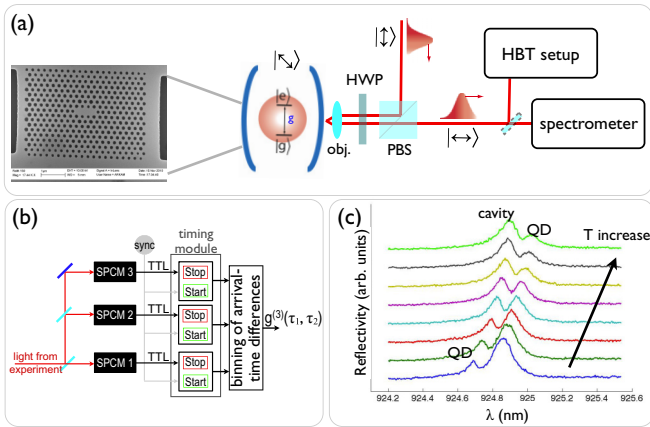 (a)
|↔⟩
|↕⟩
HWP
|e⟩
g
|g⟩
obj.
PBS
|↔⟩
HBT setup
spectrometer
(b)
sync
timing
module
SPCM 3
TTL
Stop
Start
SPCM 2
TTL
Stop
Start
light from
experiment
SPCM 1
TTL
Stop
Start
binning of arrival-
time differences
g(3)(τ1, τ2)
(c)
cavity
QD
T increase
QD
Reflectivity (arb. units)
924.2
924.4
924.6
924.8
925
925.2
925.4
925.6
λ (nm)